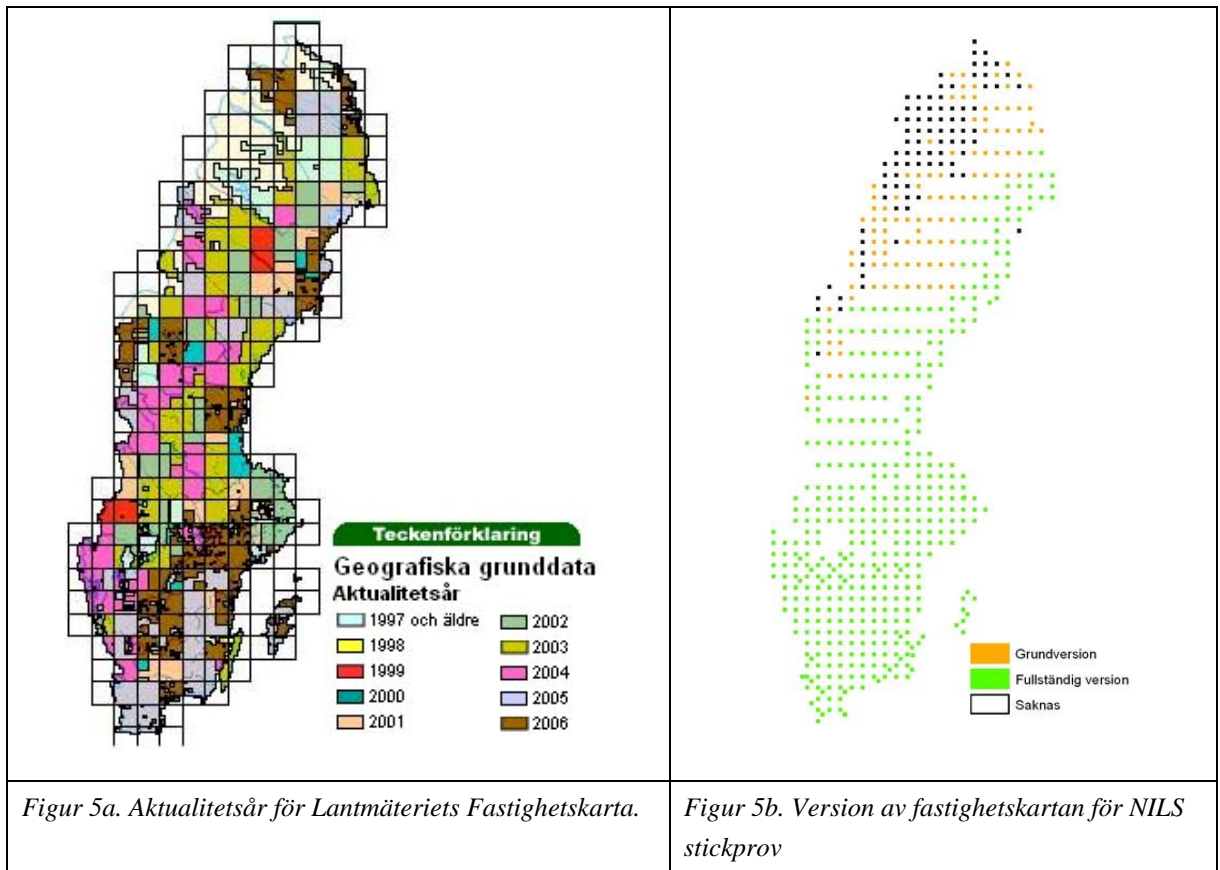 Teckenförklaring
Geografiska grunddata
Aktualitetsår
1997 och äldre
1998
1999
2000
2001
2002
2003
2004
2005
2006
Grundversion
Fullständig version
Saknas
Figur 5a. Aktualitetsår för Lantmäteriets Fastighetskarta.
Figur 5b. Version av fastighetskartan för NILS
stickprov